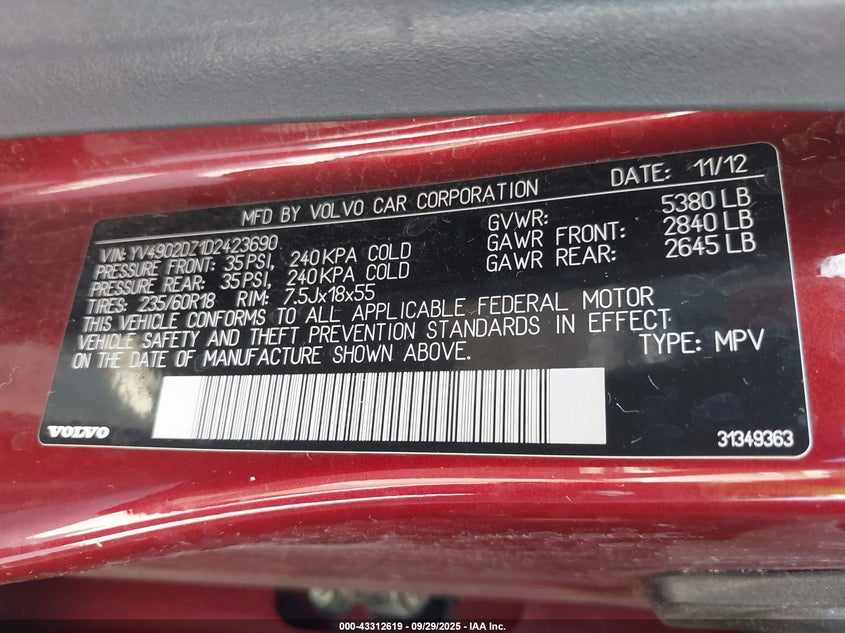 MFD BY VOLVO CAR CORPORATION DATE: 11/12
VIN: YV4902DZ1D2423690 GVWR: 5380 LB
PRESSURE FRONT: 35PSI, 240KPA COLD GAWR FRONT: 2840 LB
PRESSURE REAR: 35PSI, 240KPA COLD GAWR REAR: 2645 LB
TIRES: 235/60R18 RIM: 7.5Jx18x55
THIS VEHICLE CONFORMS TO ALL APPLICABLE FEDERAL MOTOR
VEHICLE SAFETY AND THEFT PREVENTION STANDARDS IN EFFECT
ON THE DATE OF MANUFACTURE SHOWN ABOVE. TYPE: MPV
VOLVO 31349363
000-43312619 - 09/29/2025 - IAA Inc.